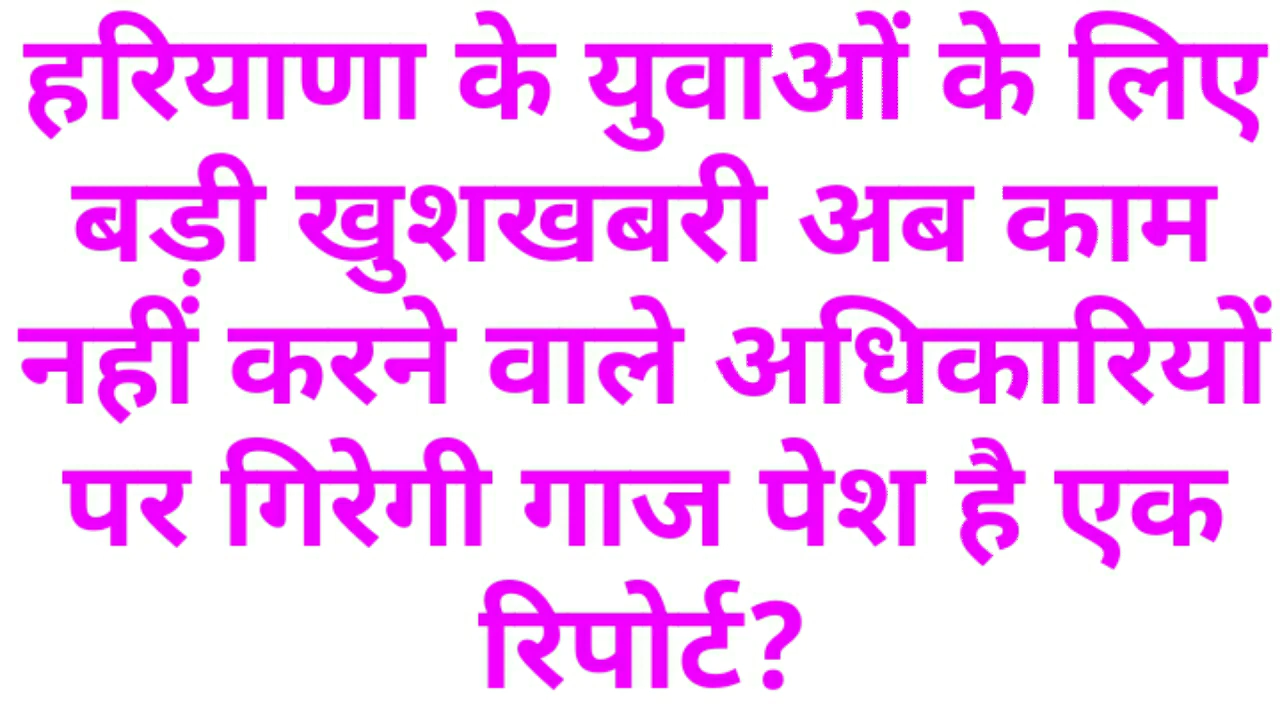 हरियाणा के युवाओं के लिए
बड़ी खुशखबरी अब काम
नहीं करने वाले अधिकारियों
पर गिरेगी गाज पेश है एक
रिपोर्ट?